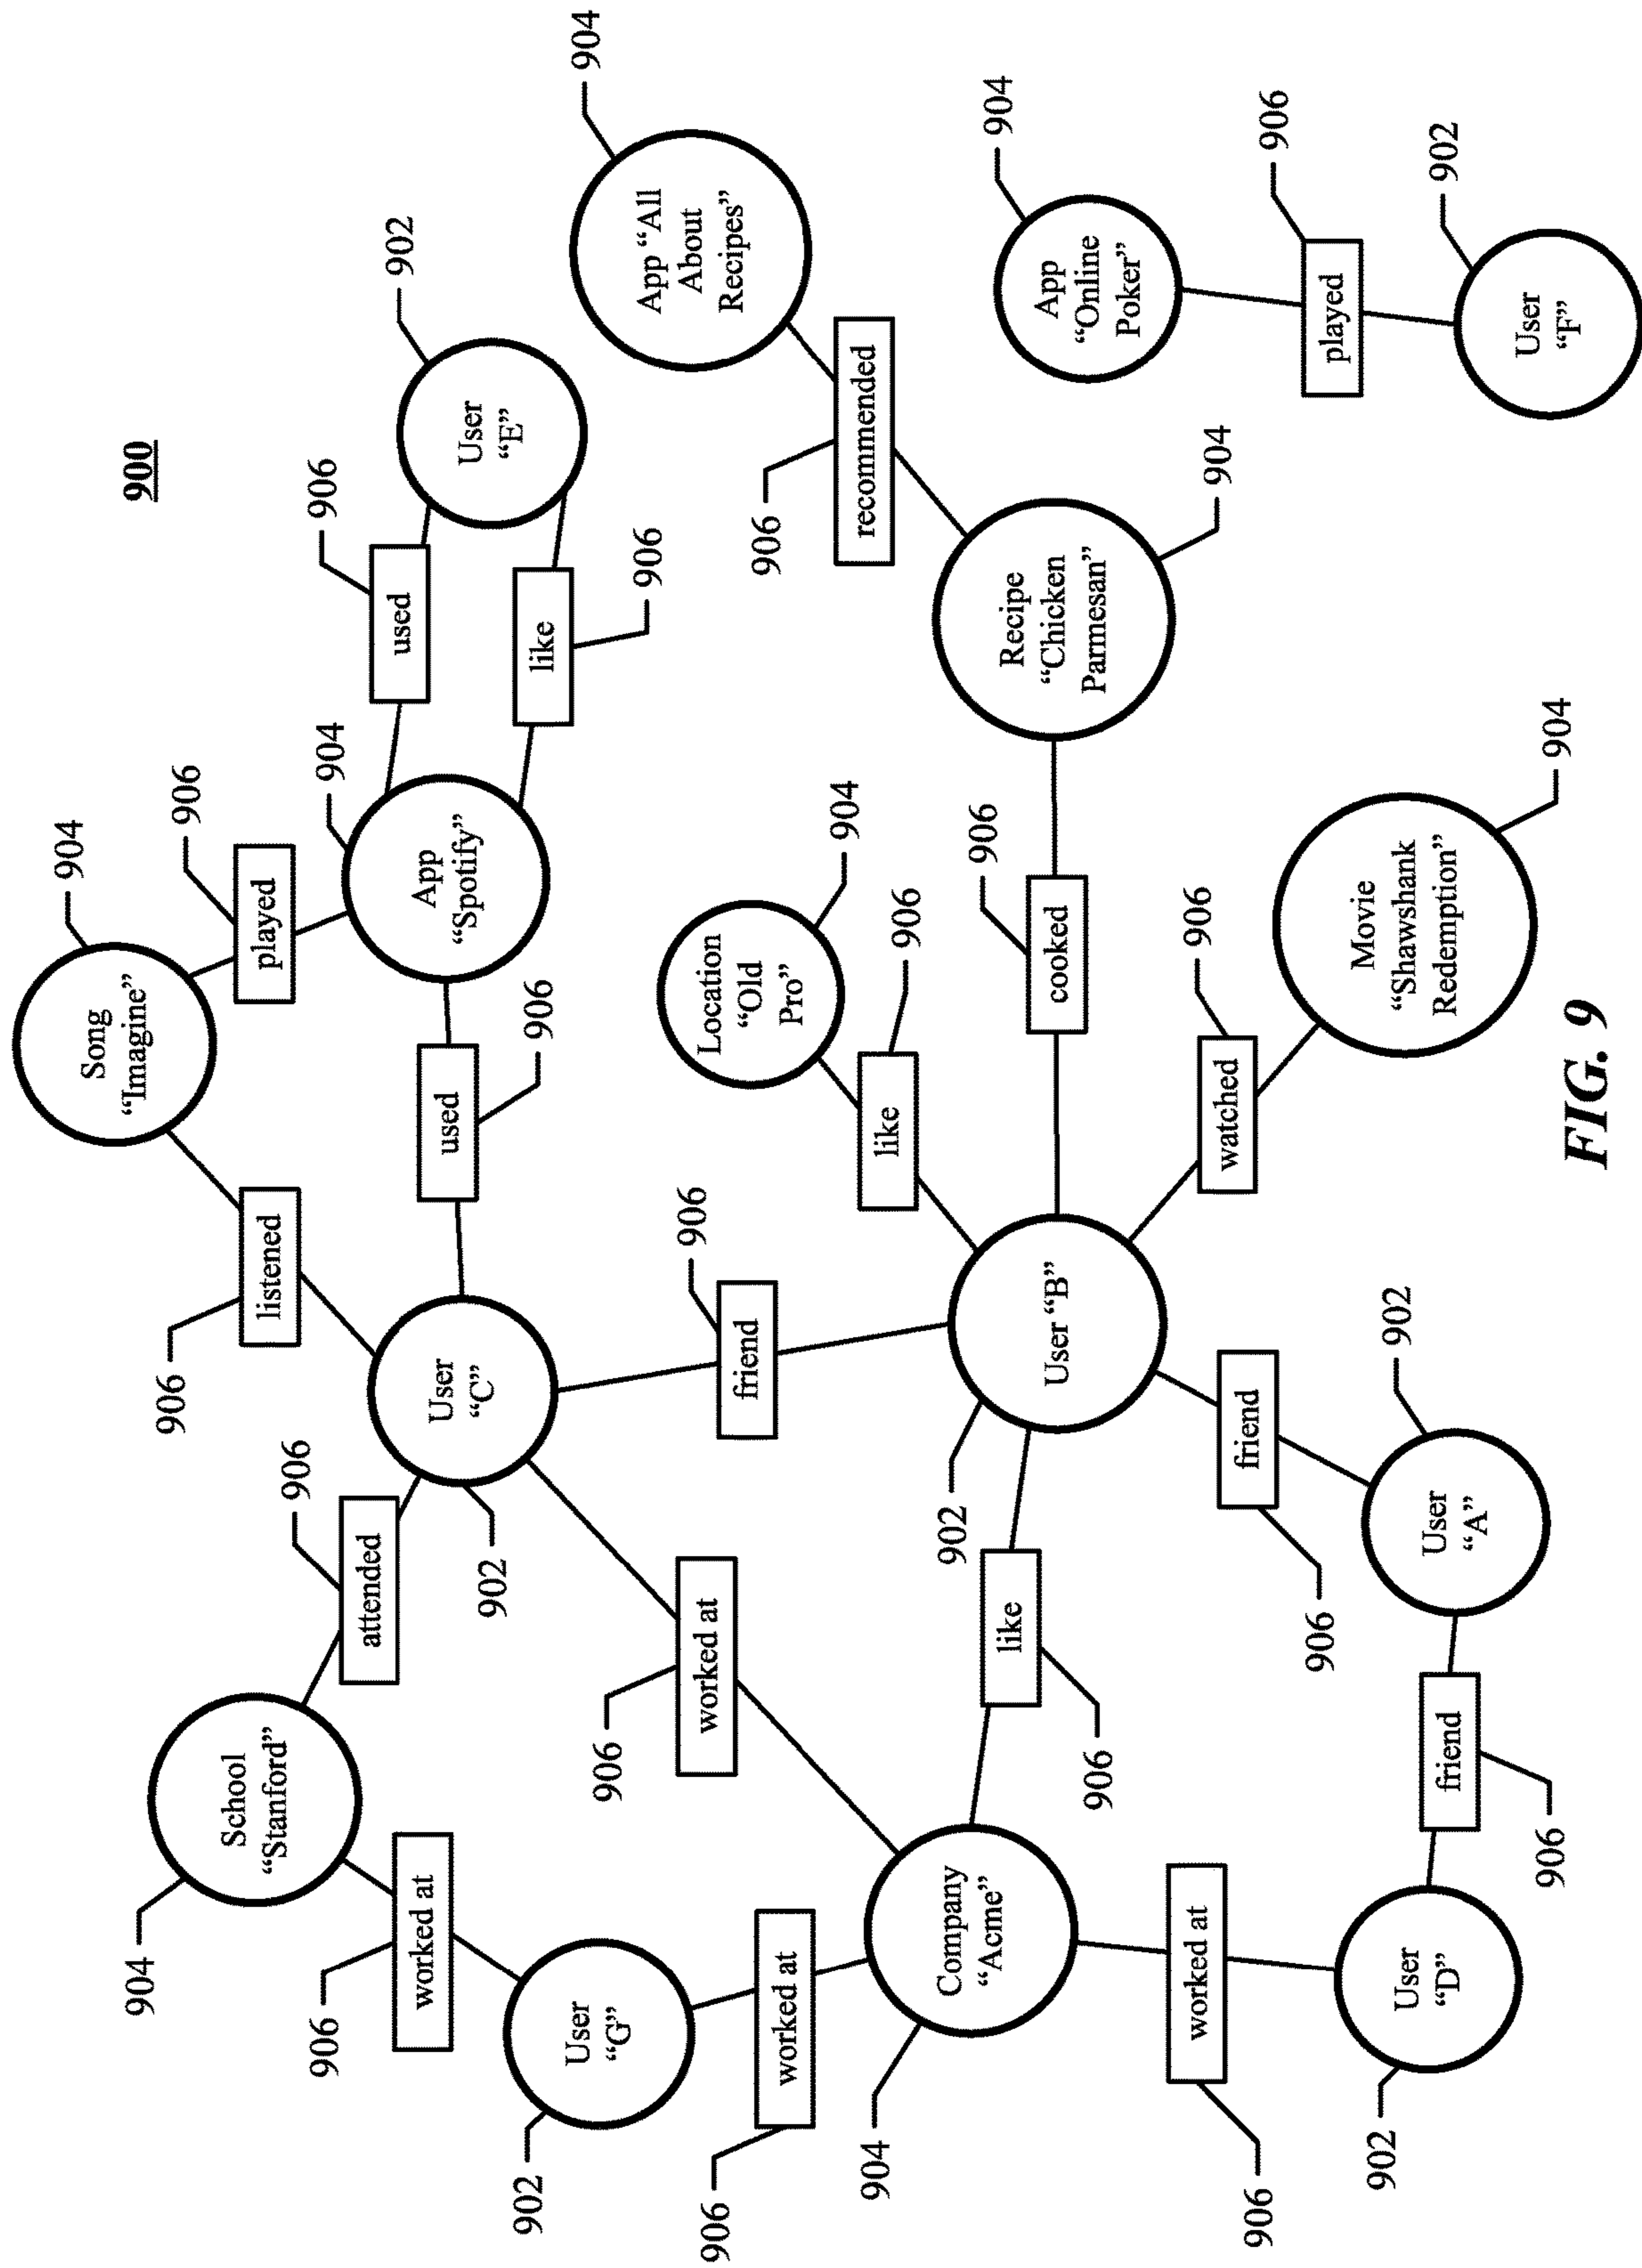 900
904
Song
“Imagine”
904
School
“Stanford”
906
attended
906
listened
906
played
906
worked at
902
User
“C”
906
used
904
App
“Spotify”
906
used
902
User
“E”
906
like
902
User
“G”
906
worked at
906
worked at
906
friend
904
Location
“Old
Pro”
904
App “All
About
Recipes”
906
recommended
904
Company
“Acme”
906
like
902
User “B”
906
like
906
cooked
904
Recipe
“Chicken
Parmesan”
904
App
“Online
Poker”
906
played
902
User
“F”
906
worked at
906
friend
906
watched
904
Movie
“Shawshank
Redemption”
902
User
“D”
906
friend
902
User
“A”
FIG. 9